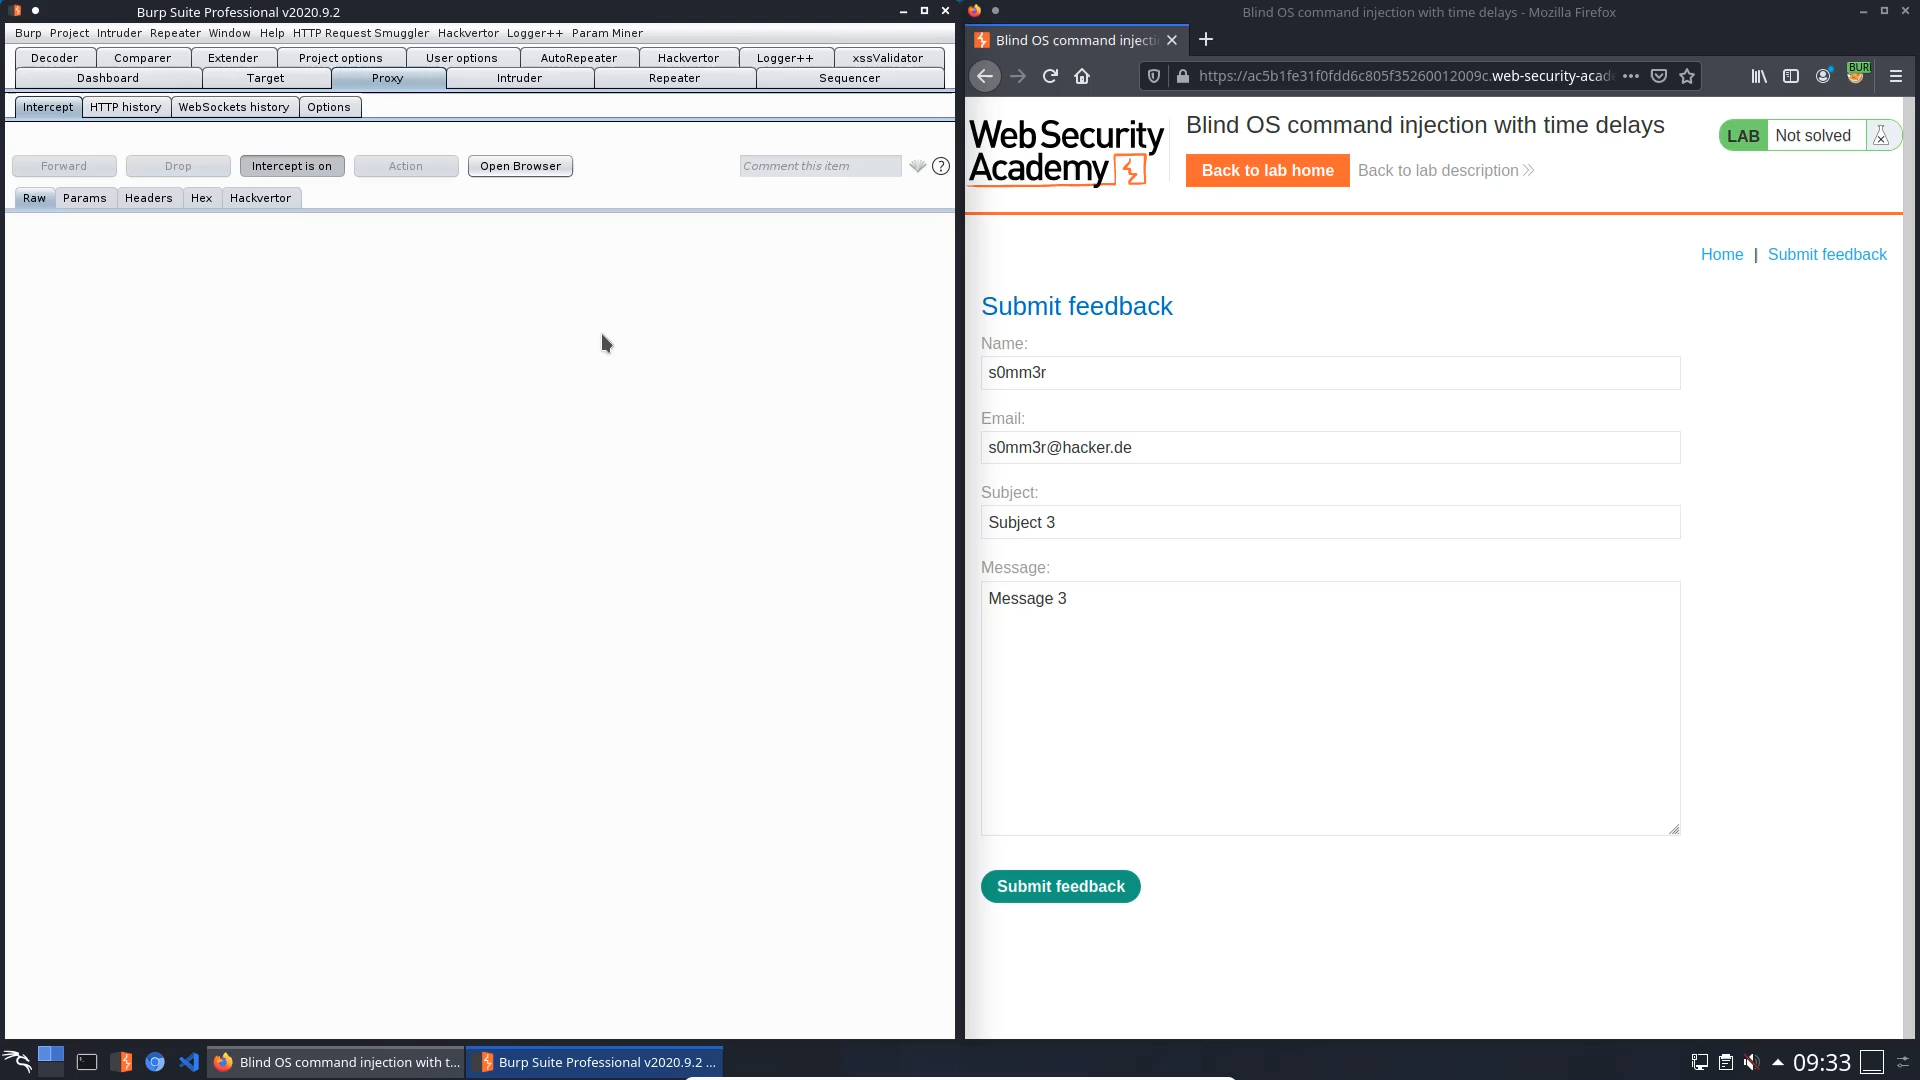 Burp Suite Professional v2020.9.2
Burp Project Intruder Repeater Window Help HTTP Request Smuggler Hackvertor Logger++ Param Miner
Decoder Comparer Extender Project options User options AutoRepeater Hackvertor Logger++ xssValidator
Dashboard Target Proxy Intruder Repeater Sequencer
Intercept HTTP history WebSockets history Options
Forward Drop Intercept is on Action Open Browser Comment this item ?
Raw Params Headers Hex Hackvertor
Blind OS command injection with time delays - Mozilla Firefox
Blind OS command injecti
https://ac5b1fe31f0fdd6c805f35260012009c.web-security-acad
BUR
WebSecurity
Academy
Blind OS command injection with time delays
Back to lab home Back to lab description
LAB Not solved
Home | Submit feedback
Submit feedback
Name:
s0mm3r
Email:
s0mm3r@hacker.de
Subject:
Subject 3
Message:
Message 3
Submit feedback
Blind OS command injection with t... Burp Suite Professional v2020.9.2 ... 09:33